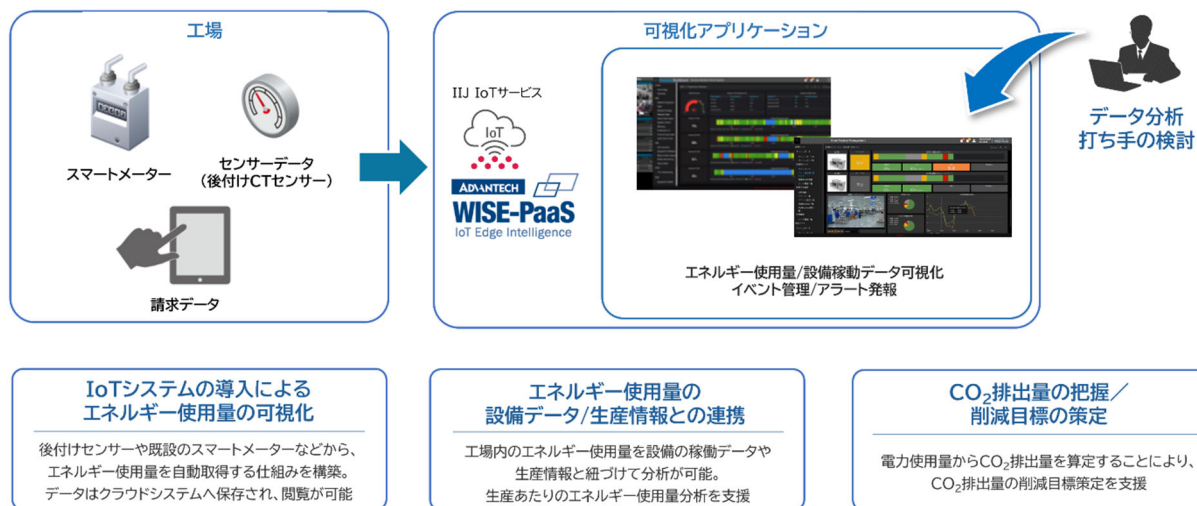 工場
スマートメーター
センサーデータ
（後付けCTセンサー）
請求データ
可視化アプリケーション
IIJ IoTサービス
IoT
ADVANTECH
WISE-PaaS
IoT Edge Intelligence
エネルギー使用量/設備稼動データ可視化
イベント管理/アラート発報
データ分析
打ち手の検討
IoTシステムの導入による
エネルギー使用量の可視化
後付けセンサーや既設のスマートメーターなどから、
エネルギー使用量を自動取得する仕組みを構築。
データはクラウドシステムへ保存され、閲覧が可能
エネルギー使用量の
設備データ/生産情報との連携
工場内のエネルギー使用量を設備の稼働データや
生産情報と紐づけて分析が可能。
生産あたりのエネルギー使用量分析を支援
CO₂排出量の把握／
削減目標の策定
電力使用量からCO₂排出量を算定することにより、
CO₂排出量の削減目標策定を支援